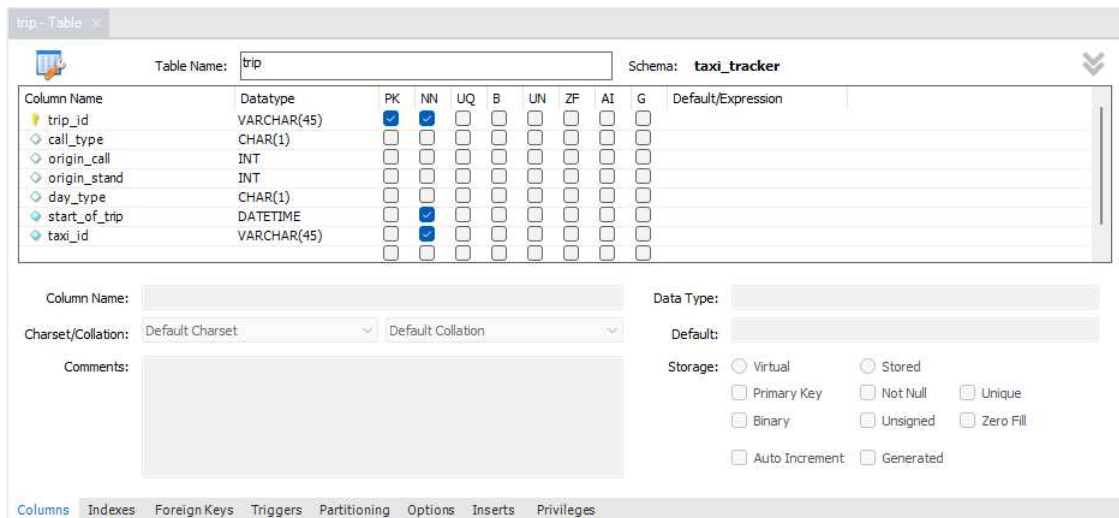 trip - Table ×
Table Name: trip Schema: taxi_tracker
Column Name Datatype PK NN UQ B UN ZF AI G Default/Expression
trip_id VARCHAR(45)
call_type CHAR(1)
origin_call INT
origin_stand INT
day_type CHAR(1)
start_of_trip DATETIME
taxi_id VARCHAR(45)
Column Name: Data Type:
Charset/Collation: Default Charset Default Collation Default:
Comments: Storage: Virtual Stored
Primary Key Not Null Unique
Binary Unsigned Zero Fill
Auto Increment Generated
Columns Indexes Foreign Keys Triggers Partitioning Options Inserts Privileges